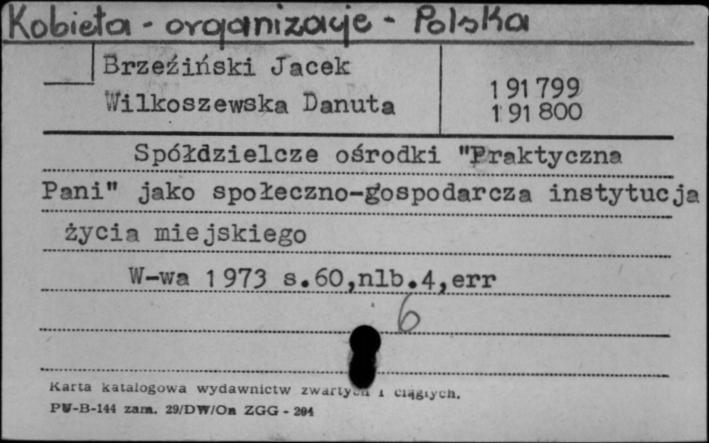 Kobieta - organizacje - Polska
Brzeziński Jacek
191799
Wilkoszewska Danuta
191800
Spółdzielcze ośrodki "Praktyczna
Pani" jako społeczno-gospodarcza instytucja
życia miejskiego
W-wa 1973 s.60,nlb.4,err
6
Karta katalogowa wydawnictw zwartych i ciągłych.
PW-B-144 zam. 29/DW/On ZGG - 204